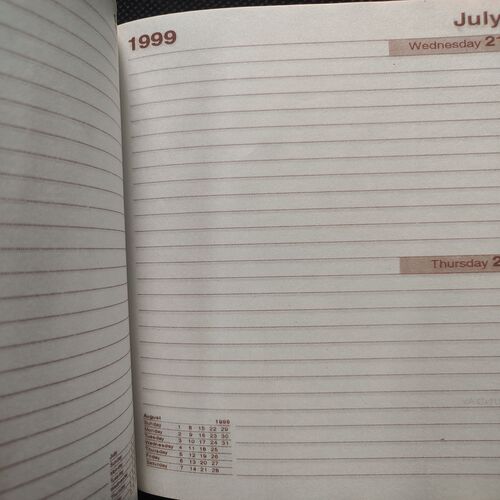 1999
July
Wednesday 21
Thursday 2
August 1999
Sunday 1 8 15 22 29
Monday 2 9 16 23 30
Tuesday 3 10 17 24 31
Wednesday 4 11 18 25
Thursday 5 12 19 26
Friday 6 13 20 27
Saturday 7 14 21 28